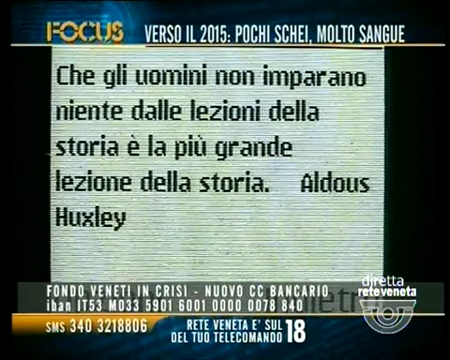 FOCUS
VERSO IL 2015: POCHI SCHEI, MOLTO SANGUE
Che gli uomini non imparano
niente dalle lezioni della
storia è la più grande
lezione della storia. Aldous
Huxley
FONDO VENETI IN CRISI - NUOVO CC BANCARIO
iban IT53 M033 5901 6001 0000 0078 840
diretta
reteveneta
SMS 340 3218806
RETE VENETA E' SUL
DEL TUO TELECOMANDO 18